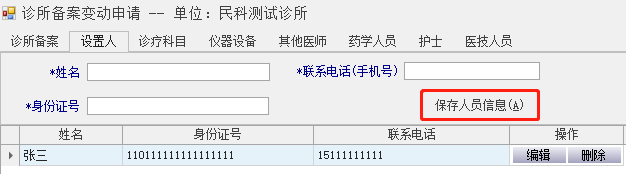 诊所备案变动申请 -- 单位：民科测试诊所
诊所备案 设置人 诊疗科目 仪器设备 其他医师 药学人员 护士 医技人员
*姓名 *联系电话(手机号)
*身份证号 保存人员信息(A)
姓名 身份证号 联系电话 操作
张三 110111111111111111 15111111111 编辑 删除